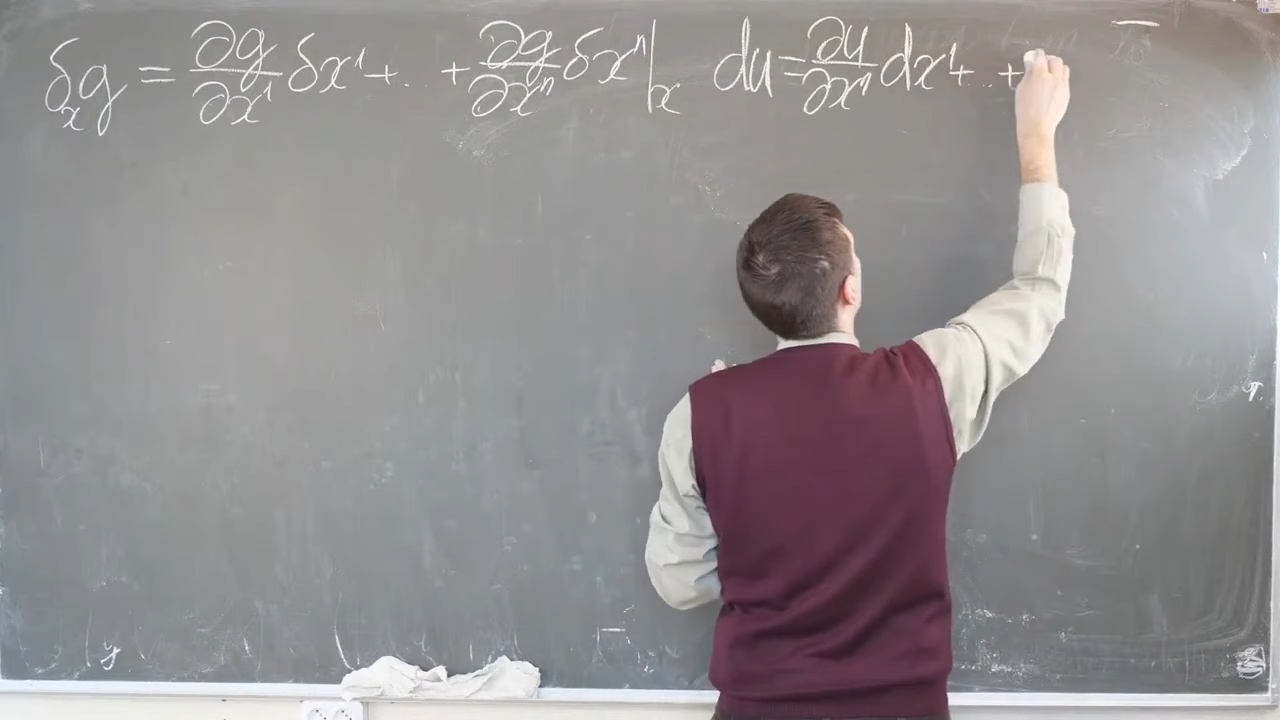 δₓg = ∂g/∂x¹ δx¹ + .. + ∂g/∂xⁿ δxⁿ |ₓ du = ∂u/∂x¹ dx¹ + .. +